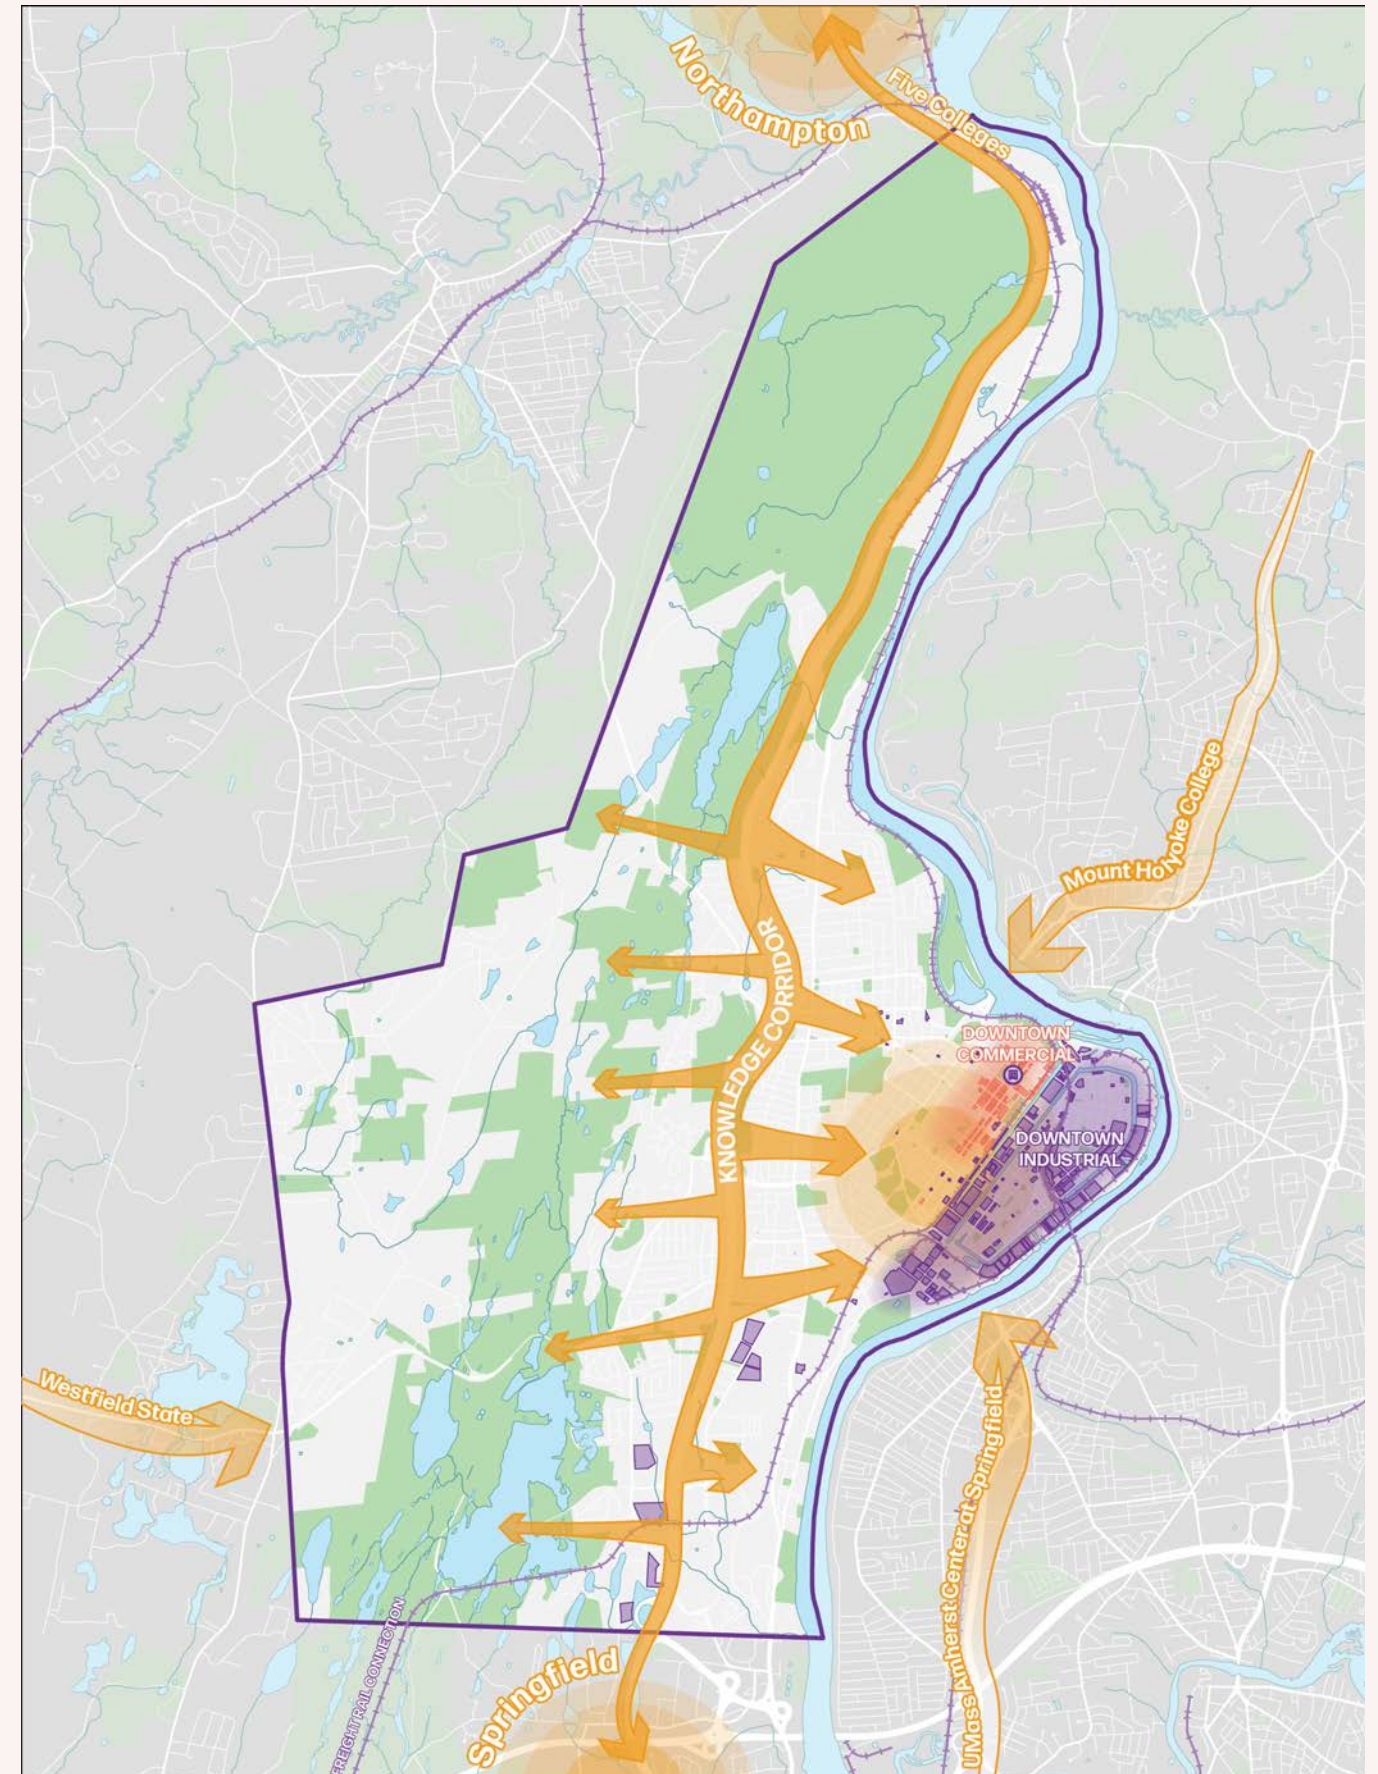 Northampton
Five Colleges
Mount Holyoke College
KNOWLEDGE CORRIDOR
DOWNTOWN
COMMERCIAL
DOWNTOWN
INDUSTRIAL
Westfield State
UMass Amherst Center at Springfield
FREIGHT RAIL CONNECTION
Springfield